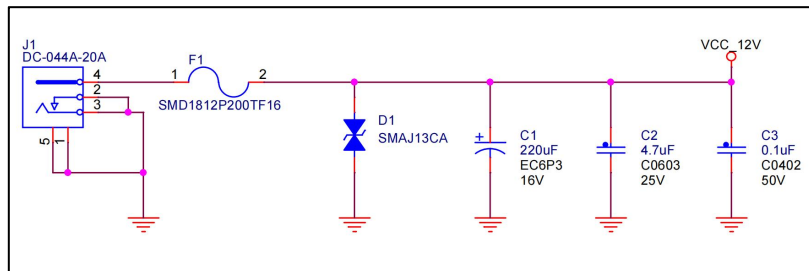 J1
DC-044A-20A
4
2
3
5
1
F1
1
2
SMD1812P200TF16
D1
SMAJ13CA
+
C1
220uF
EC6P3
16V
C2
4.7uF
C0603
25V
VCC_12V
C3
0.1uF
C0402
50V